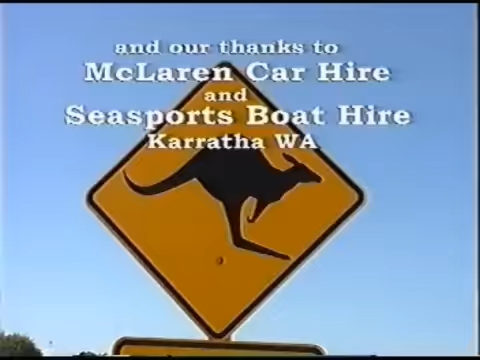 and our thanks to
McLaren Car Hire
and
Seasports Boat Hire
Karratha WA